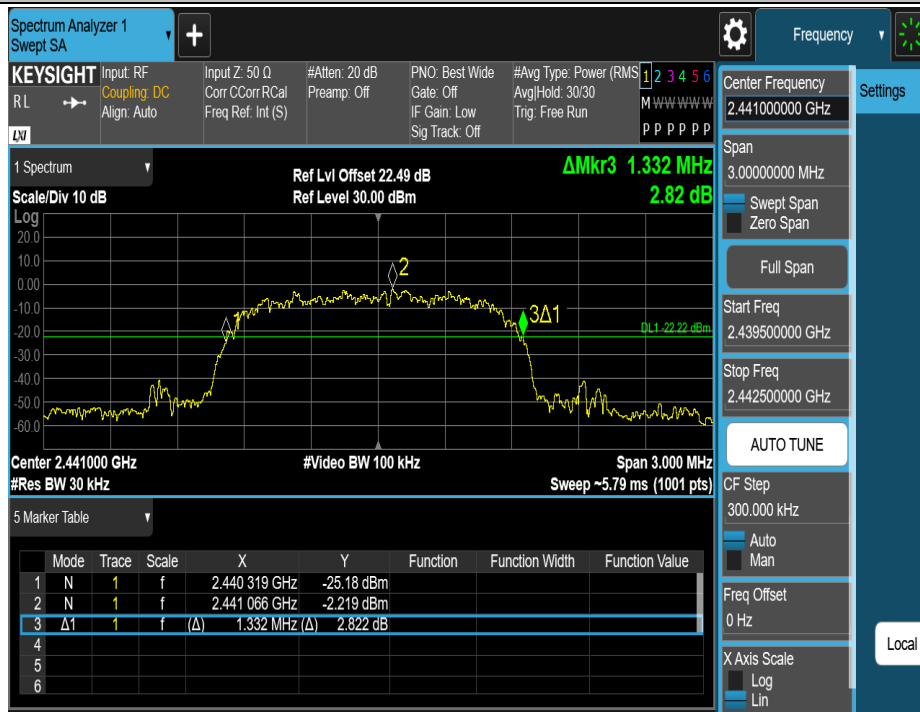 Spectrum Analyzer 1
Swept SA
+
Frequency
KEYSIGHT
RL
LXI
Input: RF
Coupling: DC
Align: Auto
Input Z: 50 Ω
Corr CCorr RCal
Freq Ref: Int (S)
#Atten: 20 dB
Preamp: Off
PNO: Best Wide
Gate: Off
IF Gain: Low
Sig Track: Off
#Avg Type: Power (RMS
Avg|Hold: 30/30
Trig: Free Run
1 2 3 4 5 6
M W W W W W
P P P P P P
1 Spectrum
Scale/Div 10 dB
Ref Lvl Offset 22.49 dB
Ref Level 30.00 dBm
ΔMkr3 1.332 MHz
2.82 dB
Log
20.0
10.0
0.00
-10.0
-20.0
-30.0
-40.0
-50.0
-60.0
1
2
3Δ1
DL1 -22.22 dBm
Center 2.441000 GHz
#Video BW 100 kHz
Span 3.000 MHz
#Res BW 30 kHz
Sweep ~5.79 ms (1001 pts)
5 Marker Table
Mode Trace Scale X Y Function Function Width Function Value
1 N 1 f 2.440 319 GHz -25.18 dBm
2 N 1 f 2.441 066 GHz -2.219 dBm
3 Δ1 1 f (Δ) 1.332 MHz (Δ) 2.822 dB
4
5
6
Center Frequency
2.441000000 GHz
Span
3.00000000 MHz
Swept Span
Zero Span
Full Span
Start Freq
2.439500000 GHz
Stop Freq
2.442500000 GHz
AUTO TUNE
CF Step
300.000 kHz
Auto
Man
Freq Offset
0 Hz
X Axis Scale
Log
Lin
Settings
Local